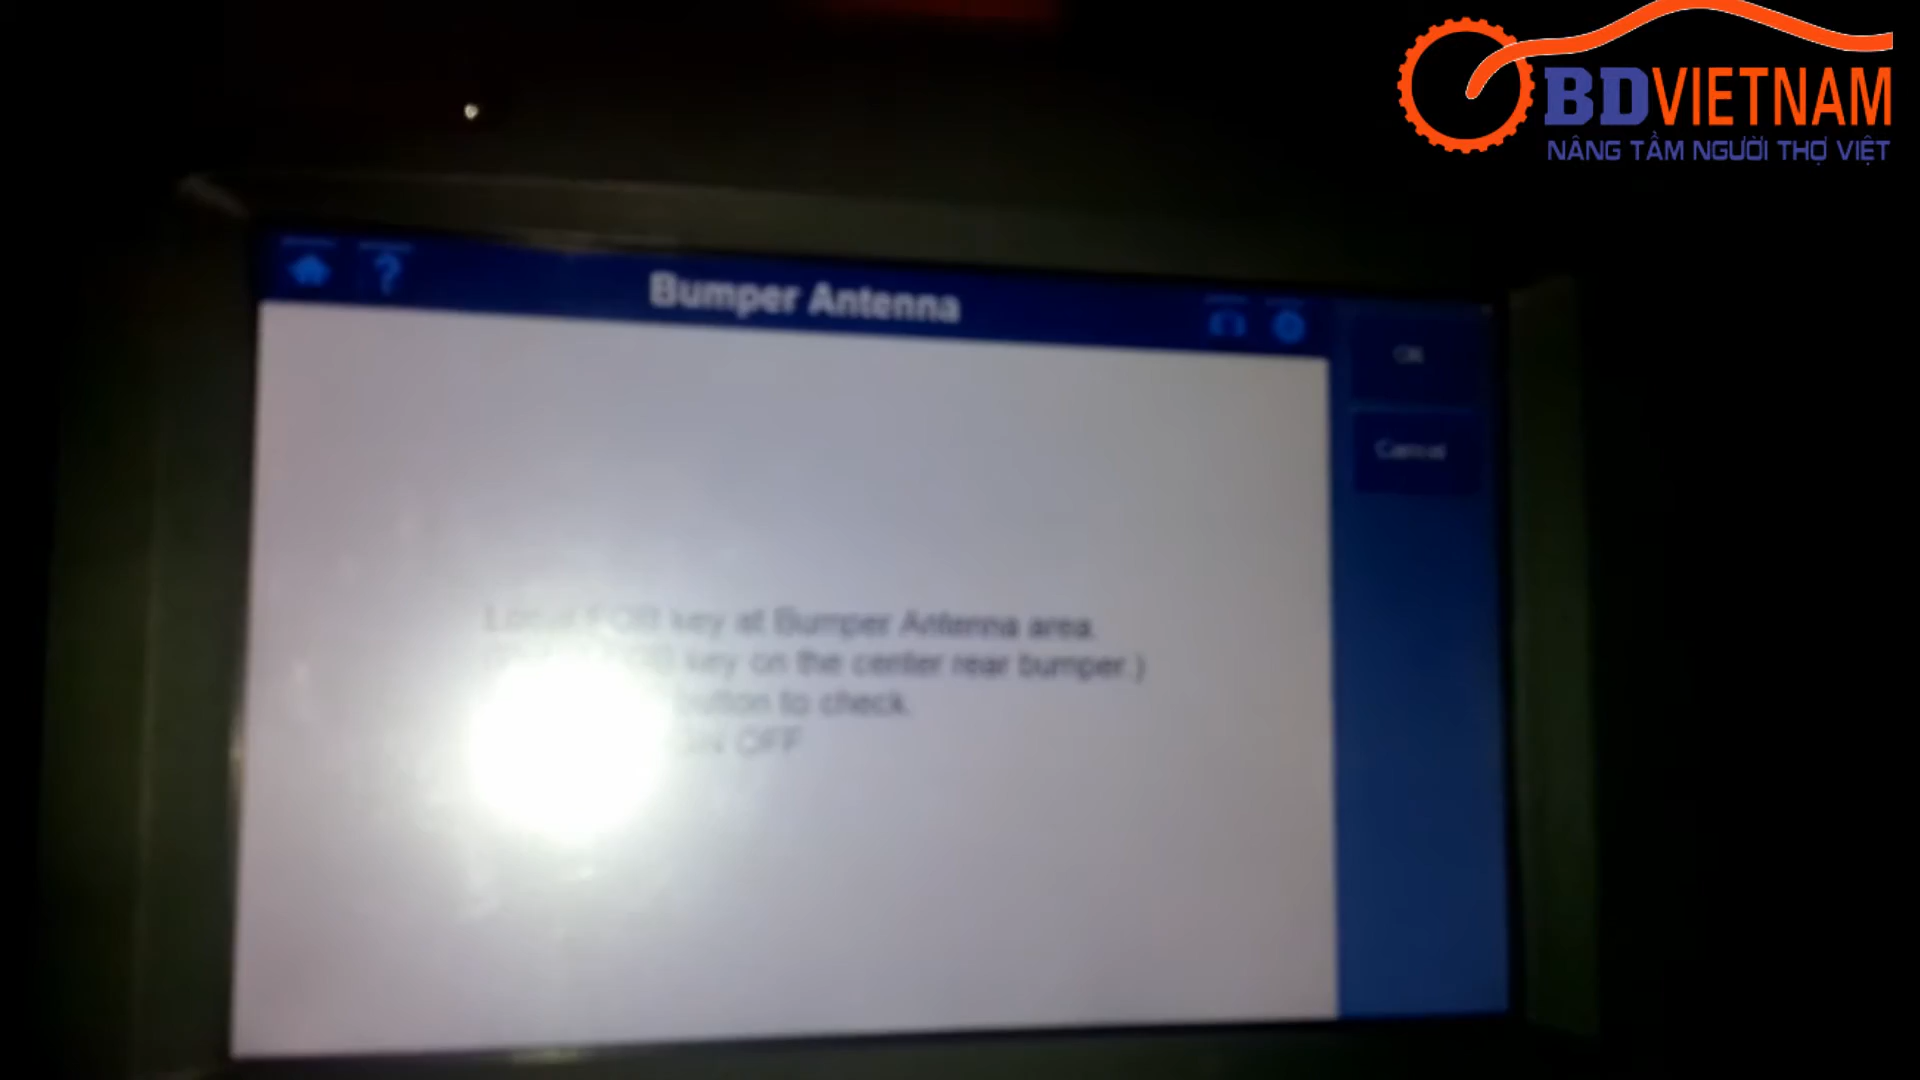 BDVIETNAM
NÂNG TẦM NGƯỜI THỢ VIỆT
Bumper Antenna
OK
Cancel
key at Bumper Antenna area.
key on the center rear bumper.)
button to check.
OFF